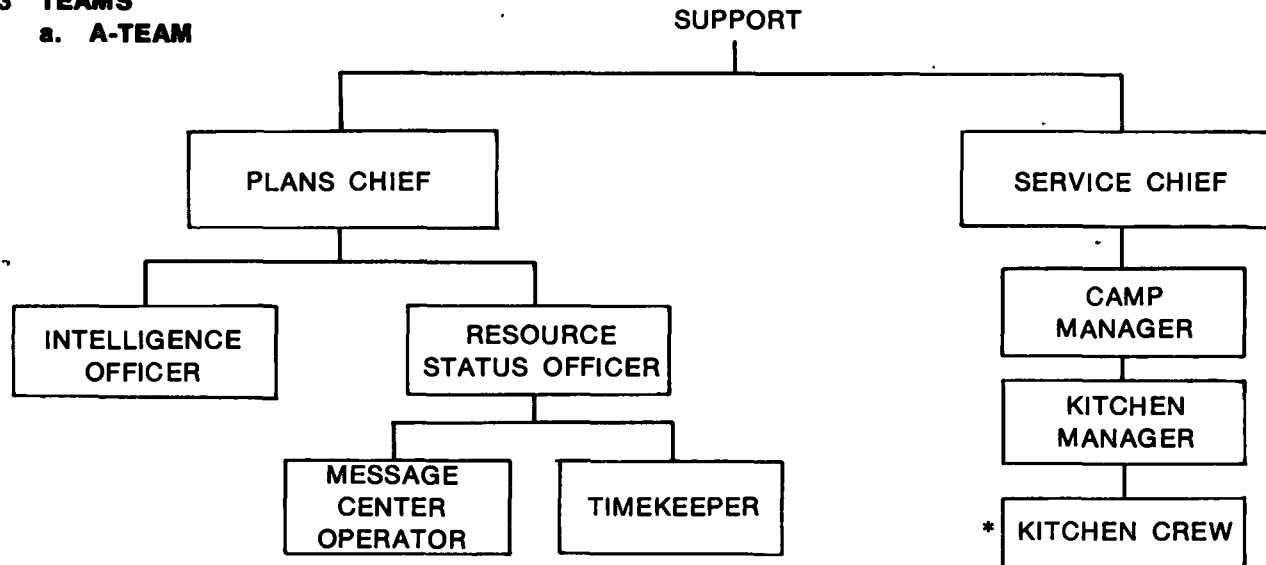 3 TEAMS
a. A-TEAM
SUPPORT
PLANS CHIEF
SERVICE CHIEF
INTELLIGENCE
OFFICER
RESOURCE
STATUS OFFICER
CAMP
MANAGER
KITCHEN
MANAGER
MESSAGE
CENTER
OPERATOR
TIMEKEEPER
* KITCHEN CREW